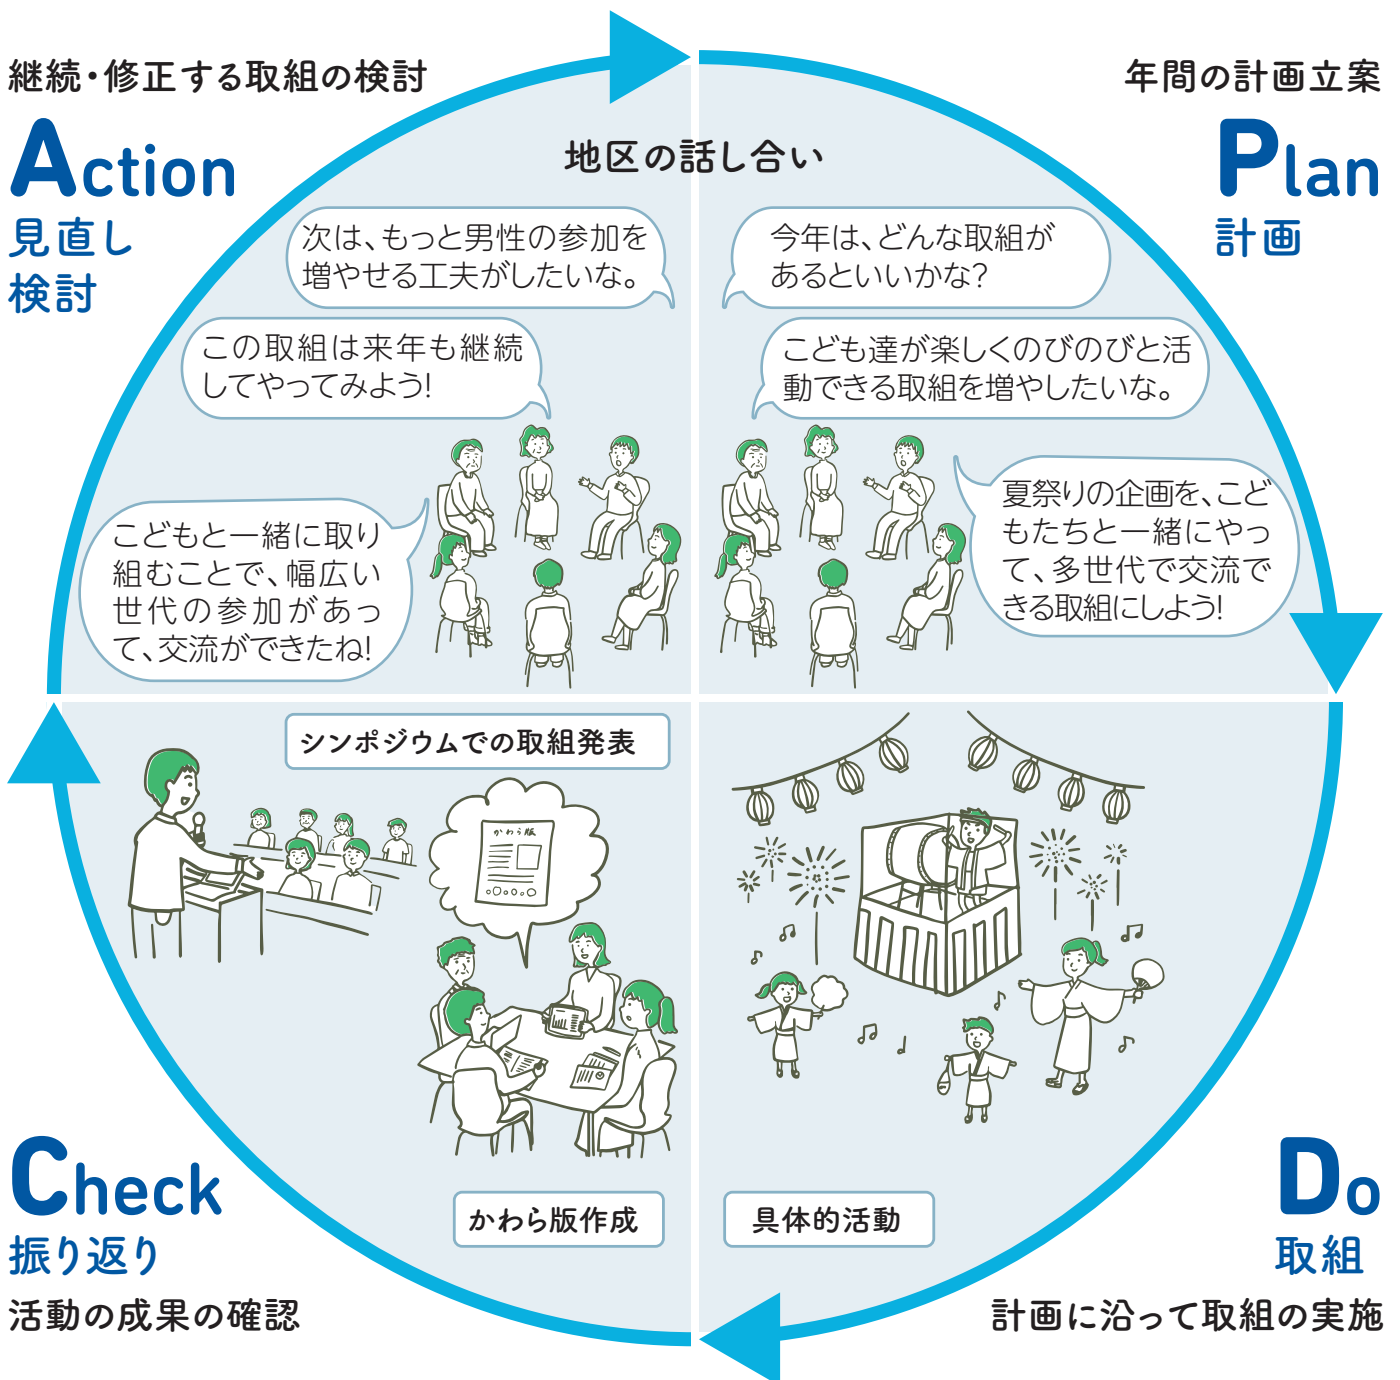 継続・修正する取組の検討
Action
見直し
検討
年間の計画立案
Plan
計画
地区の話し合い
次は、もっと男性の参加を
増やせる工夫がしたいな。
この取組は来年も継続
してやってみよう!
こどもと一緒に取り
組むことで、幅広い
世代の参加があっ
て、交流ができたね!
今年は、どんな取組が
あるといいかな?
こども達が楽しくのびのびと活
動できる取組を増やしたいな。
夏祭りの企画を、こど
もたちと一緒にやっ
て、多世代で交流で
きる取組にしよう!
シンポジウムでの取組発表
かわら版
かわら版作成
具体的活動
Check
振り返り
活動の成果の確認
Do
取組
計画に沿って取組の実施